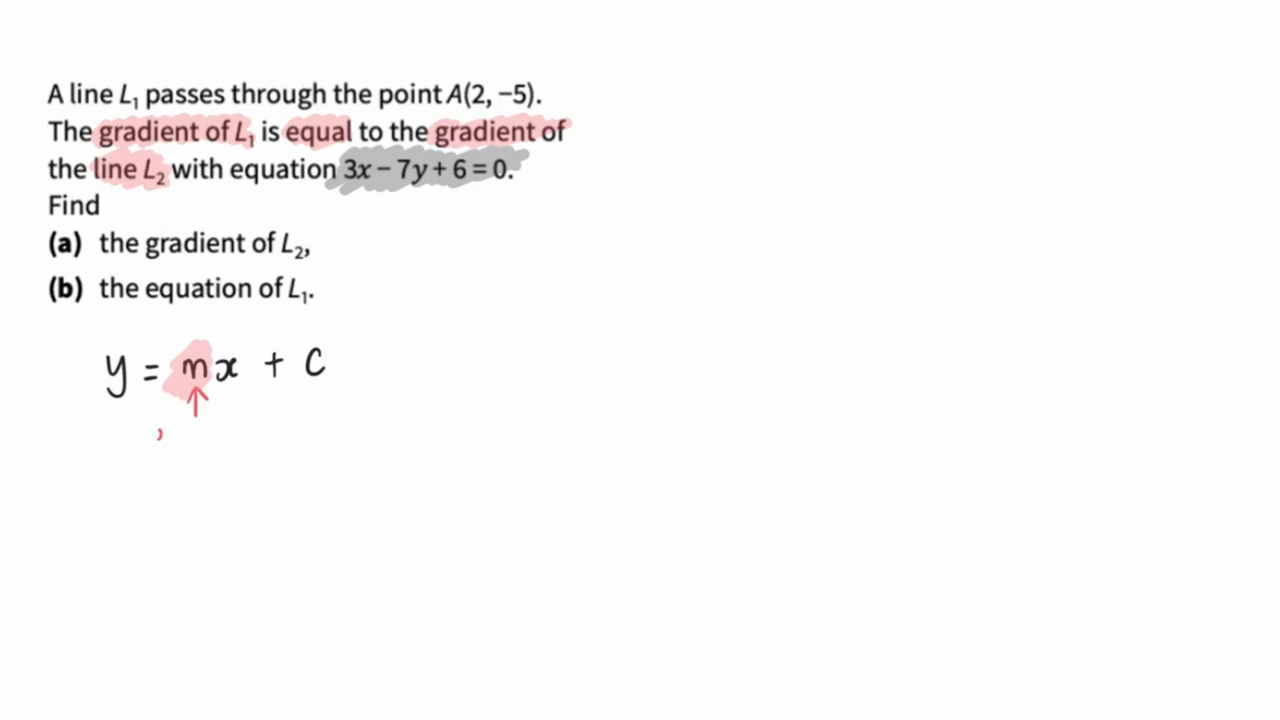 A line L₁ passes through the point A(2, −5).
The gradient of L₁ is equal to the gradient of
the line L₂ with equation 3x − 7y + 6 = 0.
Find
(a) the gradient of L₂,
(b) the equation of L₁.
y = mx + c